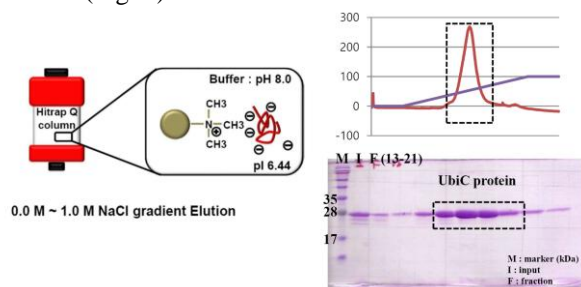 Buffer : pH 8.0
Hitrap Q
column
CH3
N
CH3
CH3
pI 6.44
0.0 M ~ 1.0 M NaCl gradient Elution
300
200
100
0
-100
M I F (13-21)
UbiC protein
35
28
17
M : marker (kDa)
I : input
F : fraction